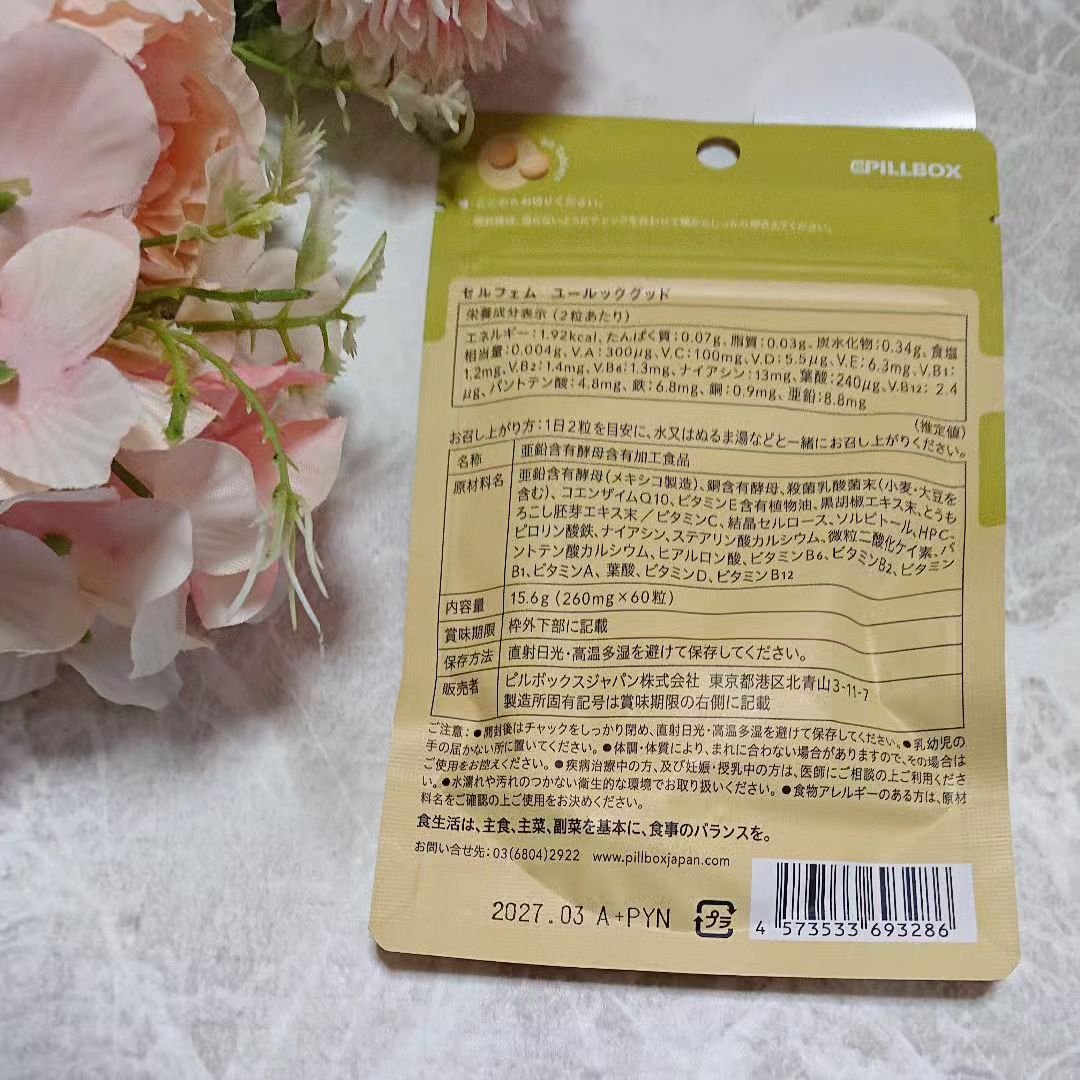 PILLBOX
こちらからお切りください。
セルフェム ユールックグッド
栄養成分表示(2粒あたり)
エネルギー:1.92kcal、たんぱく質:0.07g、脂質:0.03g、炭水化物:0.34g、食塩
相当量:0.004g、V.A:300μg、V.C:100mg、V.D:5.5μg、V.E:6.3mg、V.B1:
1.2mg、V.B2:1.4mg、V.B6:1.3mg、ナイアシン:13mg、葉酸:240μg、V.B12:2.4
μg、パントテン酸:4.8mg、鉄:6.8mg、銅:0.9mg、亜鉛:8.8mg
(推定値)
お召し上がり方:1日2粒を目安に、水又はぬるま湯などと一緒にお召し上がりください。
名称 亜鉛含有酵母含有加工食品
原材料名 亜鉛含有酵母(メキシコ製造)、銅含有酵母、殺菌乳酸菌末(小麦・大豆を
含む)、コエンザイムQ10、ビタミンE含有植物油、黒胡椒エキス末、とうも
ろこし胚芽エキス末/ビタミンC、結晶セルロース、ソルビトール、HPC、
ピロリン酸鉄、ナイアシン、ステアリン酸カルシウム、微粒二酸化ケイ素、パ
ントテン酸カルシウム、ヒアルロン酸、ビタミンB6、ビタミンB2、ビタミン
B1、ビタミンA、葉酸、ビタミンD、ビタミンB12
内容量 15.6g(260mg×60粒)
賞味期限 枠外下部に記載
保存方法 直射日光・高温多湿を避けて保存してください。
販売者 ピルボックスジャパン株式会社 東京都港区北青山3-11-7
製造所固有記号は賞味期限の右側に記載
ご注意:●開封後はチャックをしっかり閉め、直射日光・高温多湿を避けて保存してください。●乳幼児の
手の届かない所に置いてください。●体調・体質により、まれに合わない場合がありますので、その場合は
ご使用をお控えください。●疾病治療中の方、及び妊娠・授乳中の方は、医師にご相談の上ご利用くださ
い。●水濡れや汚れのつかない衛生的な環境でお取り扱いください。●食物アレルギーのある方は、原材
料名をご確認の上ご使用をお決めください。
食生活は、主食、主菜、副菜を基本に、食事のバランスを。
お問い合せ先:03(6804)2922 www.pillboxjapan.com
2027.03 A+PYN
プラ
4 573533 693286